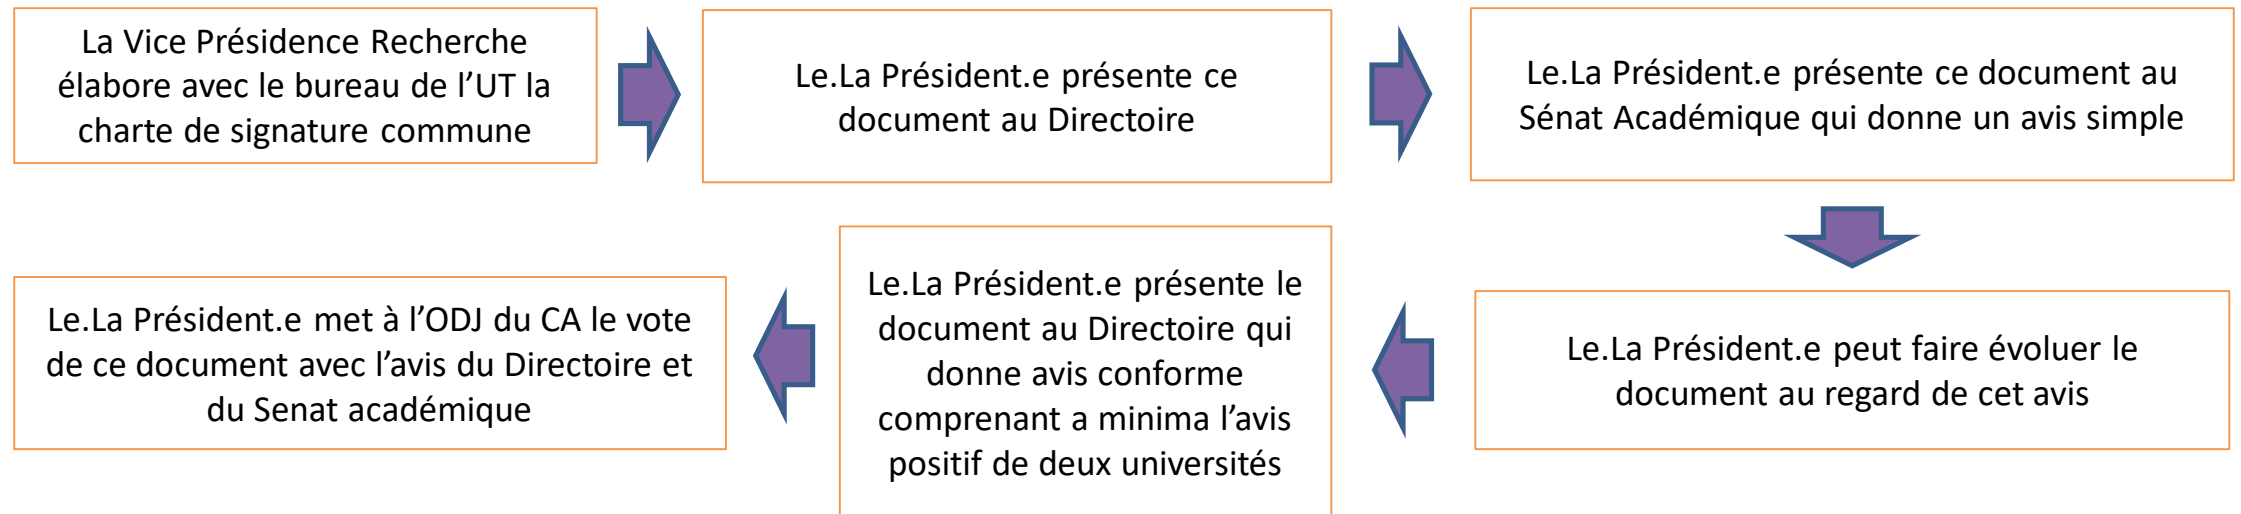 La Vice Présidence Recherche
élabore avec le bureau de l’UT la
charte de signature commune
Le.La Président.e présente ce
document au Directoire
Le.La Président.e présente ce document au
Sénat Académique qui donne un avis simple
Le.La Président.e peut faire évoluer le
document au regard de cet avis
Le.La Président.e présente le
document au Directoire qui
donne avis conforme
comprenant a minima l’avis
positif de deux universités
Le.La Président.e met à l’ODJ du CA le vote
de ce document avec l’avis du Directoire et
du Senat académique